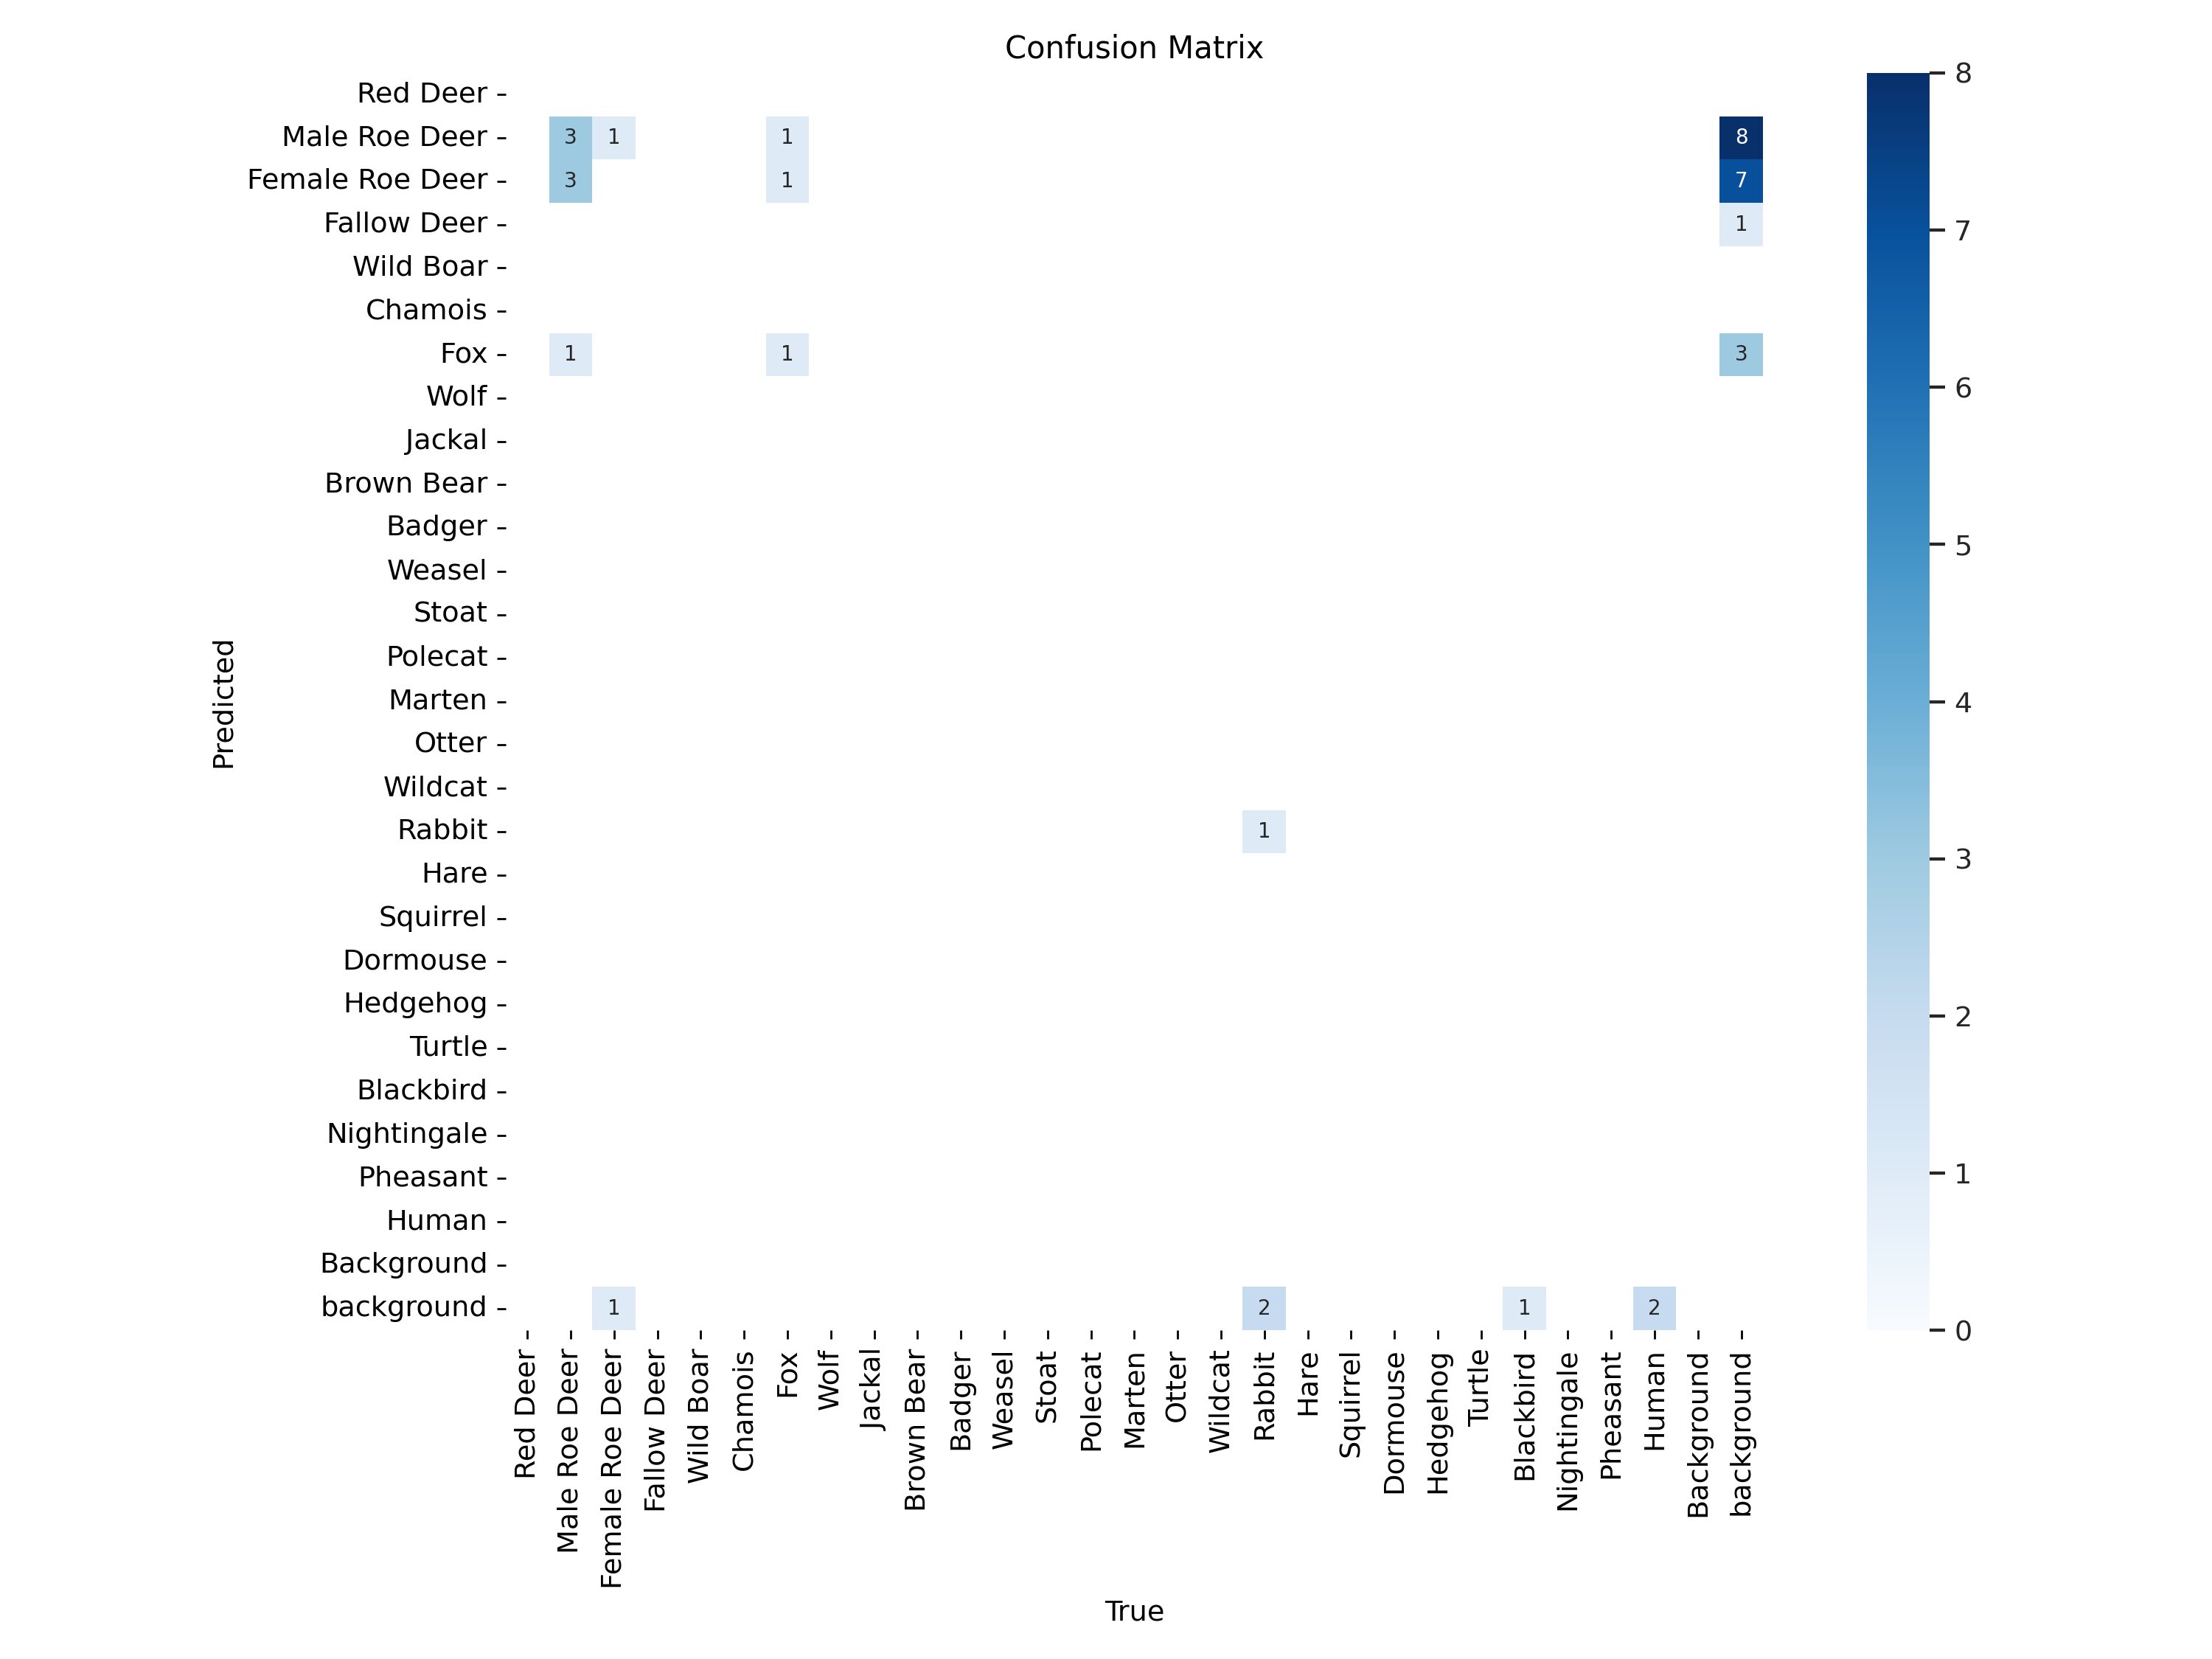 Confusion Matrix
Red Deer
Male Roe Deer 3 1 1 8
Female Roe Deer 3 1 7
Fallow Deer 1
Wild Boar
Chamois
Fox 1 1 3
Wolf
Jackal
Brown Bear
Badger
Weasel
Stoat
Polecat
Marten
Otter
Wildcat
Rabbit 1
Hare
Squirrel
Dormouse
Hedgehog
Turtle
Blackbird
Nightingale
Pheasant
Human
Background
background 1 2 1 2
Predicted
Red Deer
Male Roe Deer
Female Roe Deer
Fallow Deer
Wild Boar
Chamois
Fox
Wolf
Jackal
Brown Bear
Badger
Weasel
Stoat
Polecat
Marten
Otter
Wildcat
Rabbit
Hare
Squirrel
Dormouse
Hedgehog
Turtle
Blackbird
Nightingale
Pheasant
Human
Background
background
True
8
7
6
5
4
3
2
1
0